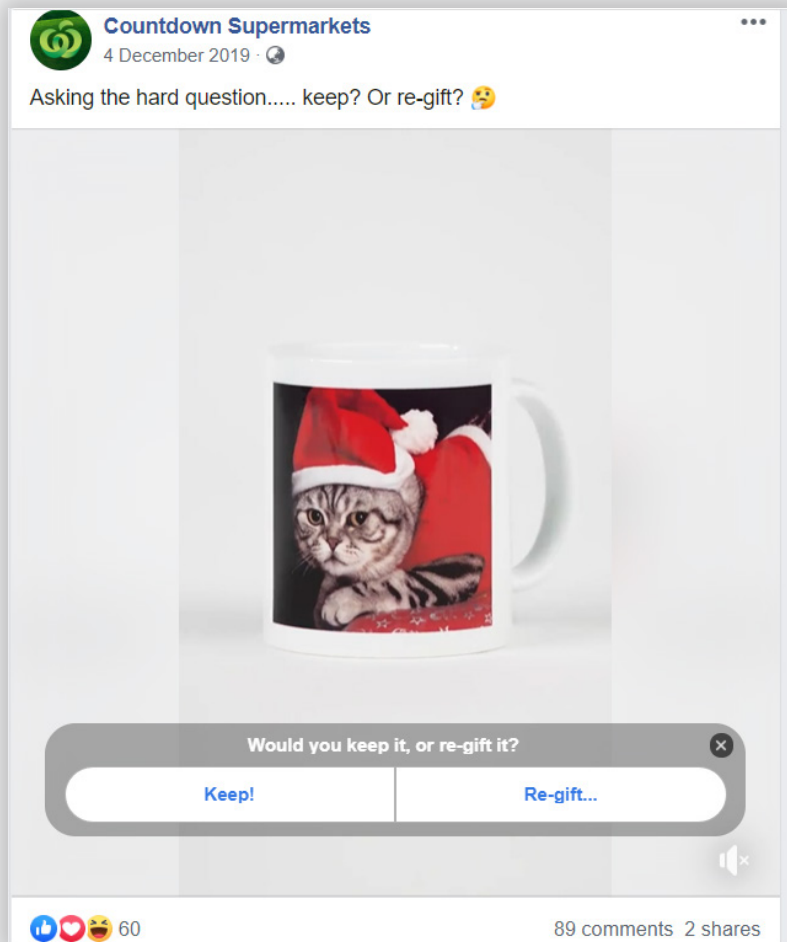 Countdown Supermarkets
4 December 2019 ·
Asking the hard question..... keep? Or re-gift? 🤔
Would you keep it, or re-gift it?
Keep!
Re-gift...
60
89 comments 2 shares